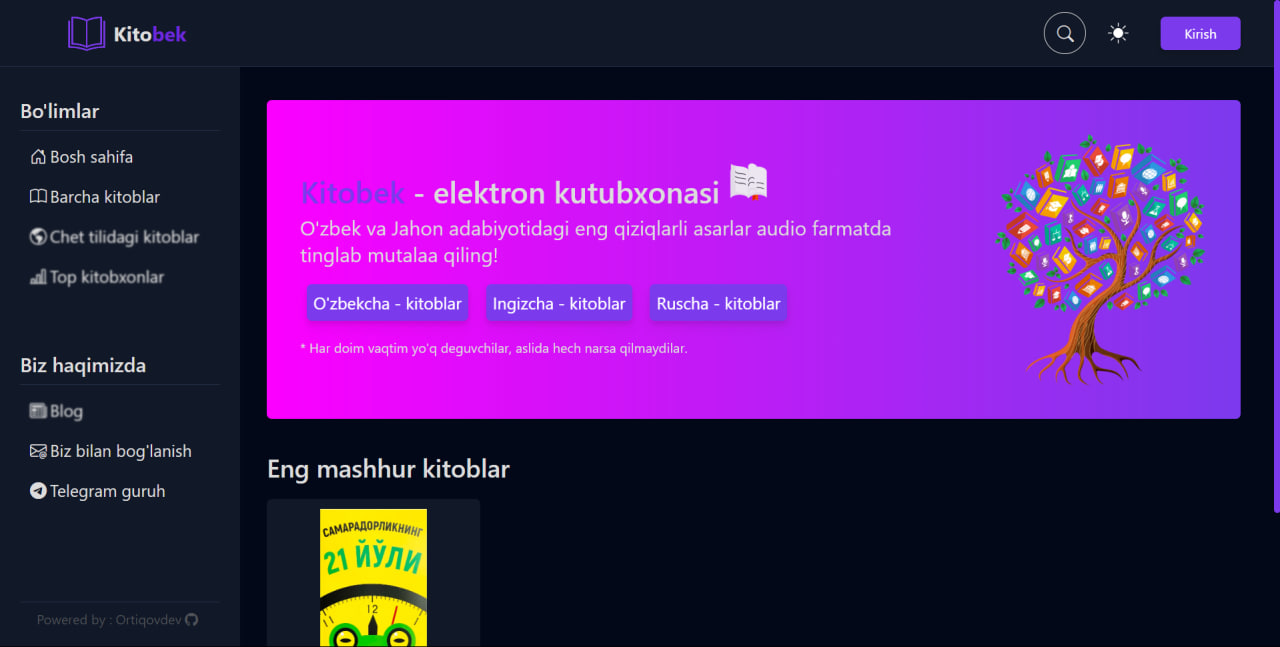 Kitobek
Kirish
Bo'limlar
Bosh sahifa
Barcha kitoblar
Chet tilidagi kitoblar
Top kitobxonlar
Biz haqimizda
Blog
Biz bilan bog'lanish
Telegram guruh
Powered by : Ortiqovdev
Kitobek - elektron kutubxonasi
O'zbek va Jahon adabiyotidagi eng qiziqlarli asarlar audio farmatda
tinglab mutalaa qiling!
O'zbekcha - kitoblar
Ingizcha - kitoblar
Ruscha - kitoblar
* Har doim vaqtim yo'q deguvchilar, aslida hech narsa qilmaydilar.
Eng mashhur kitoblar
САМАРАДОРЛИКНИНГ
21 ЙЎЛИ
12